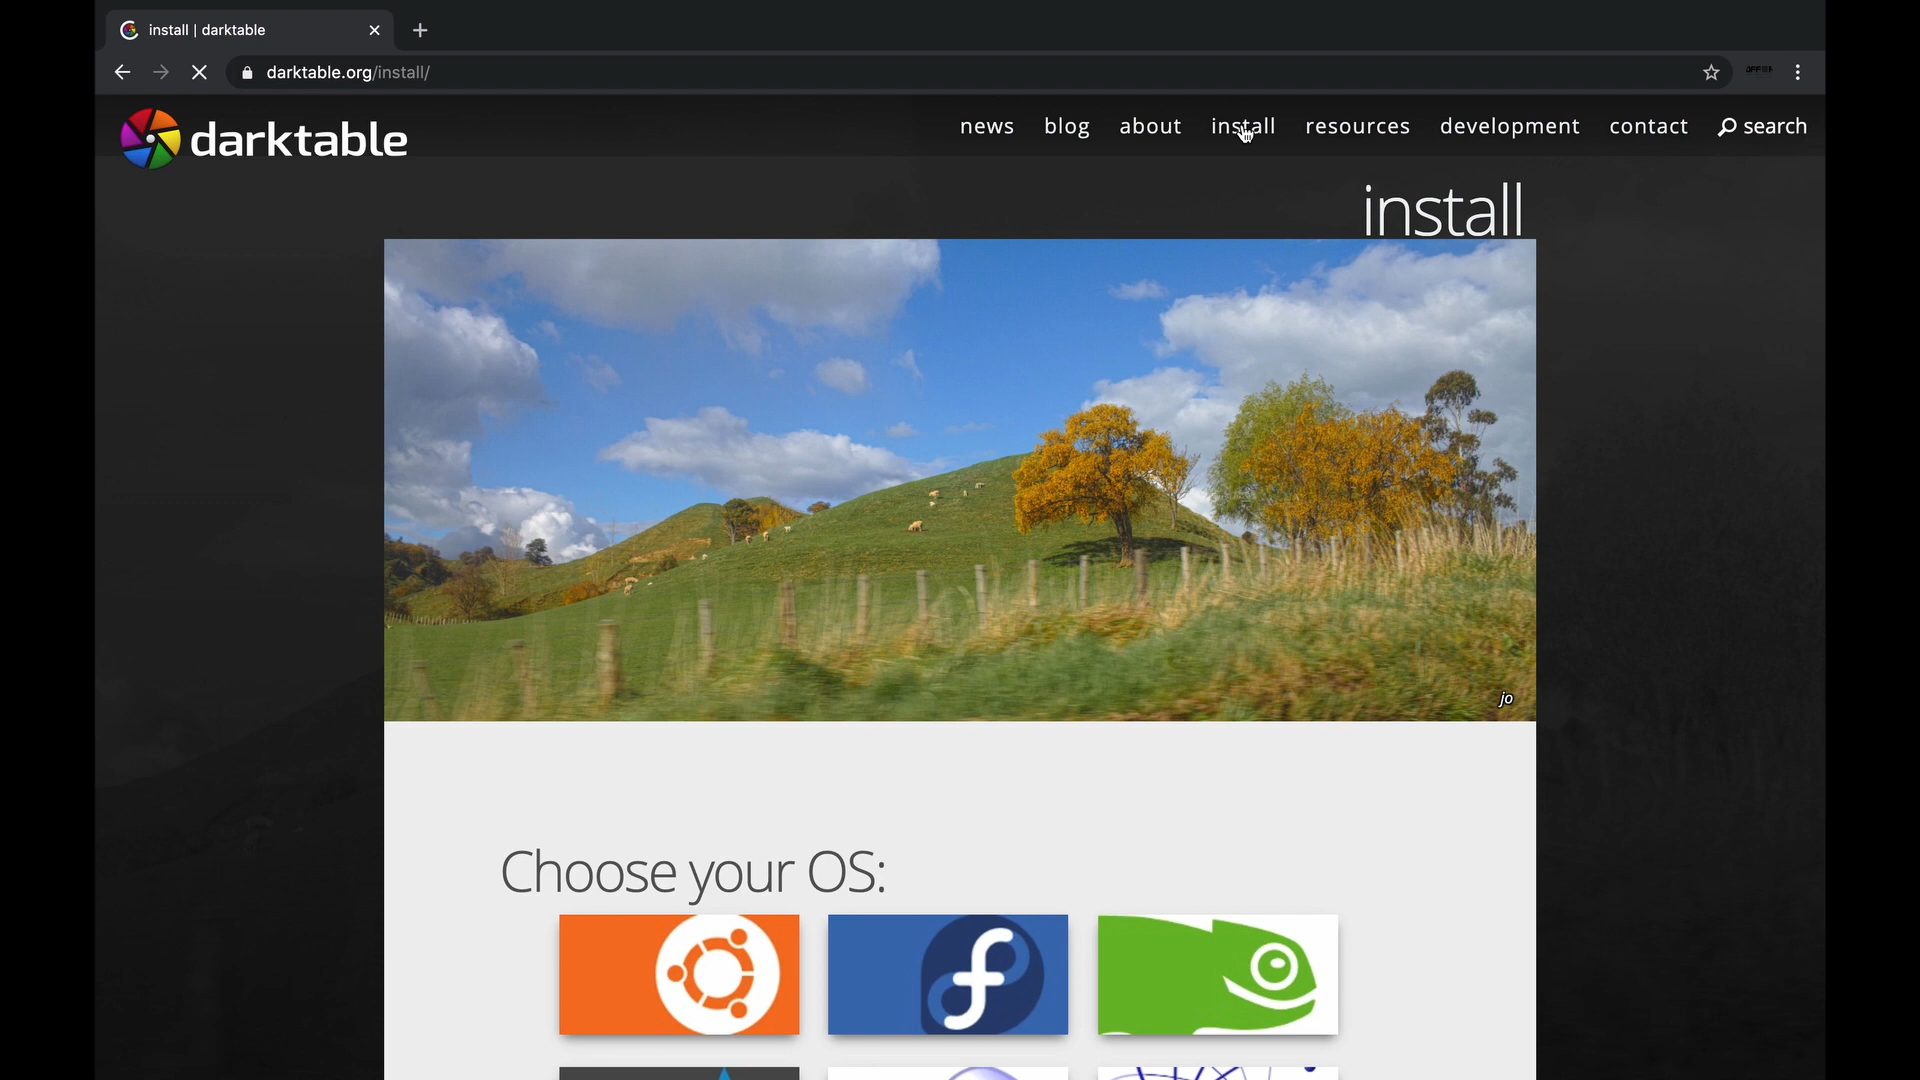 install | darktable
darktable.org/install/
darktable
news blog about install resources development contact search
install
jo
Choose your OS: